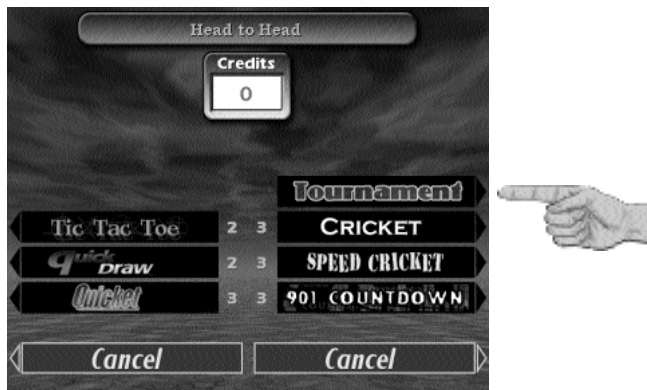 Head to Head
Credits
0
Tournament
Tic Tac Toe 2 3 CRICKET
Quick Draw 2 3 SPEED CRICKET
Quicket 3 3 901 COUNTDOWN
Cancel Cancel